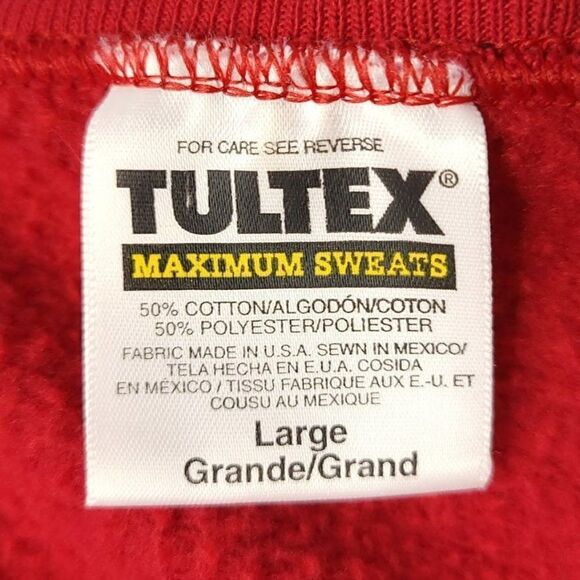 FOR CARE SEE REVERSE
TULTEX®
MAXIMUM SWEATS
50% COTTON/ALGODÓN/COTON
50% POLYESTER/POLIESTER
FABRIC MADE IN U.S.A. SEWN IN MEXICO/
TELA HECHA EN E.U.A. COSIDA
EN MÉXICO / TISSU FABRIQUE AUX E.-U. ET
COUSU AU MEXIQUE
Large
Grande/Grand